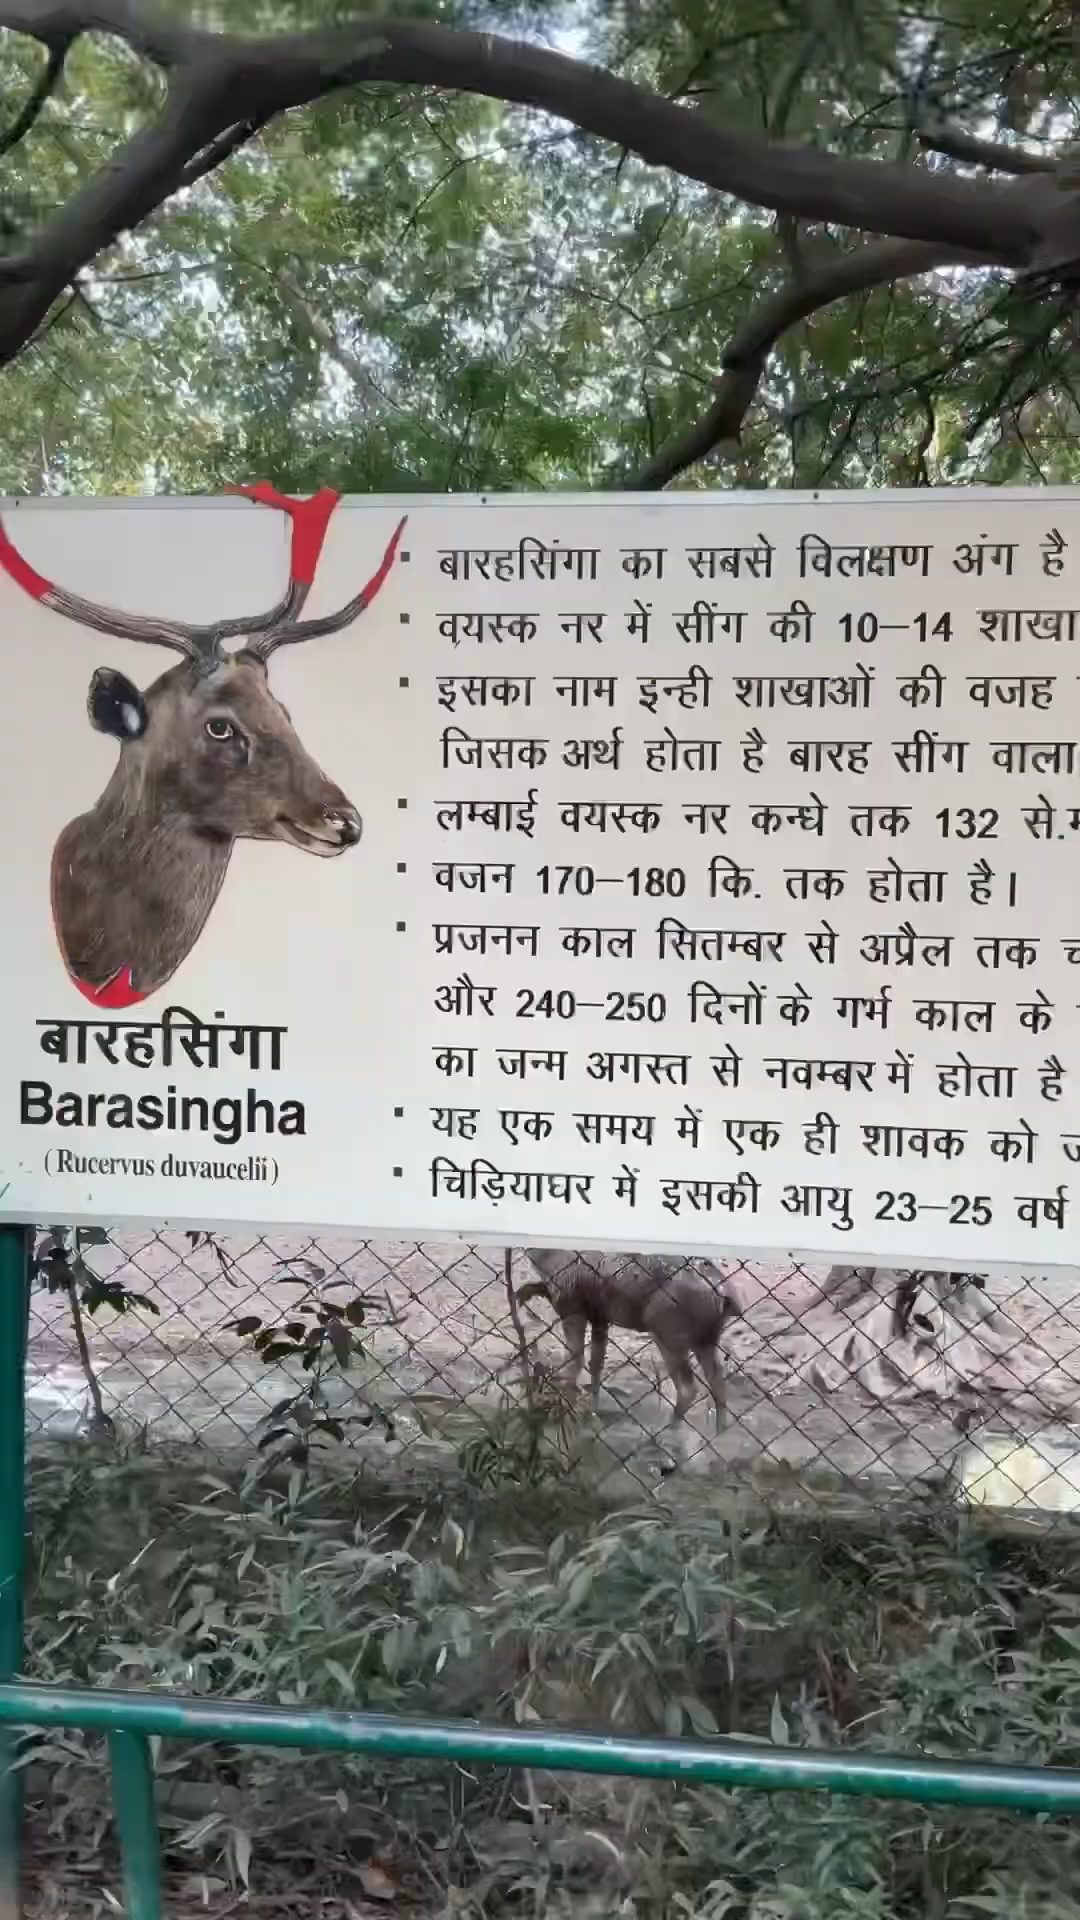 बारहसिंगा का सबसे विलक्षण अंग है
वयस्क नर में सींग की 10–14
इसका नाम इन्ही शाखाओं की वजह
जिसक अर्थ होता है बारह सींग वाला
लम्बाई वयस्क नर कन्धे तक 132 से.
वजन 170–180 कि. तक होता है।
प्रजनन काल सितम्बर से अप्रैल तक
और 240–250 दिनों के गर्भ काल के
का जन्म अगस्त से नवम्बर में होता है
यह एक समय में एक ही शावक को
चिड़ियाघर में इसकी आयु 23–25 वर्ष
बारहसिंगा
Barasingha
(Rucervus duvaucelii)